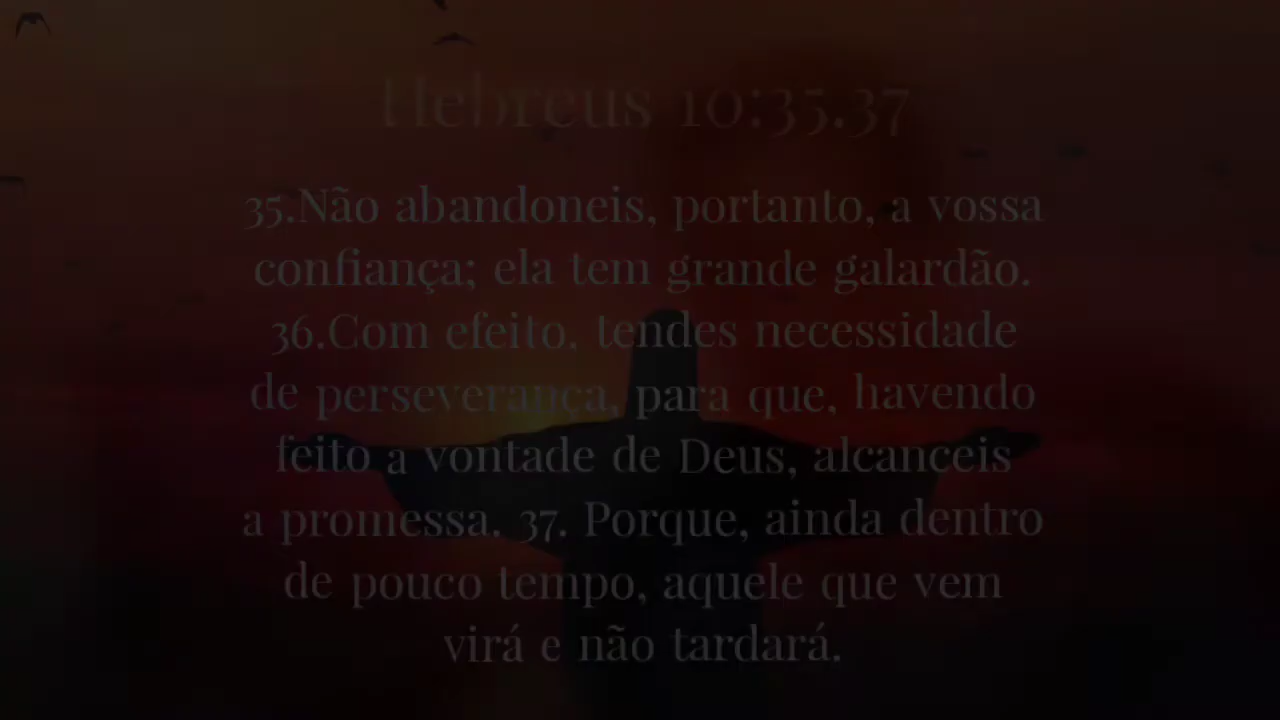 Hebreus 10:35.37
35.Não abandoneis, portanto, a vossa
confiança; ela tem grande galardão.
36.Com efeito, tendes necessidade
de perseverança, para que, havendo
feito a vontade de Deus, alcanceis
a promessa. 37. Porque, ainda dentro
de pouco tempo, aquele que vem
virá e não tardará.